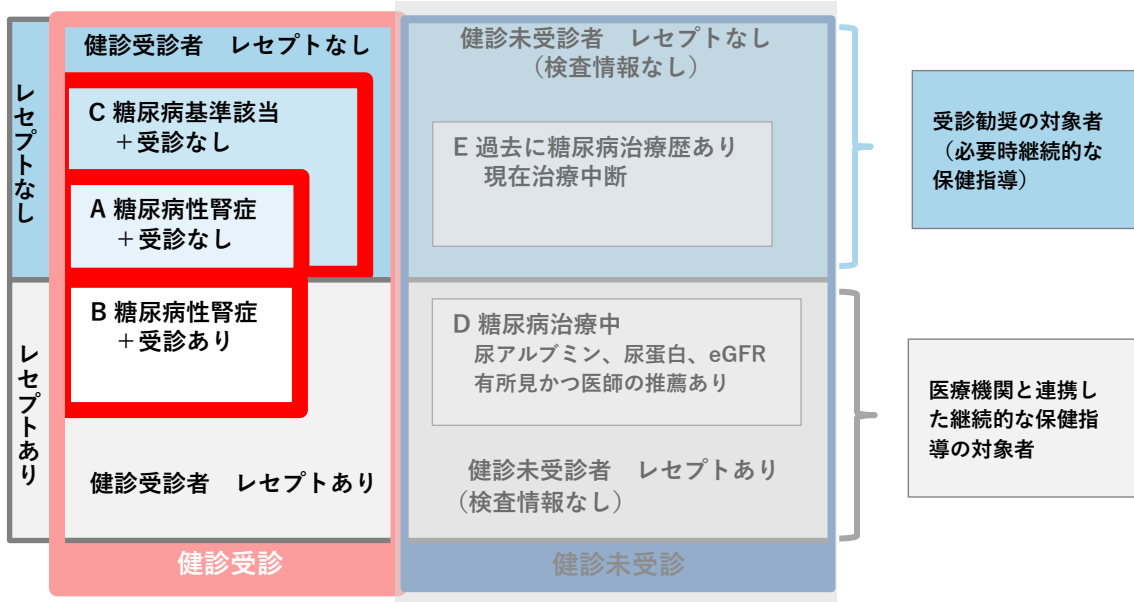 レセプトなし
健診受診者　レセプトなし
C 糖尿病基準該当
＋受診なし
A 糖尿病性腎症
＋受診なし
健診未受診者　レセプトなし
（検査情報なし）
E 過去に糖尿病治療歴あり
現在治療中断
受診勧奨の対象者
（必要時継続的な
保健指導）
レセプトあり
B 糖尿病性腎症
＋受診あり
健診受診者　レセプトあり
D 糖尿病治療中
尿アルブミン、尿蛋白、eGFR
有所見かつ医師の推薦あり
健診未受診者　レセプトあり
（検査情報なし）
医療機関と連携し
た継続的な保健指
導の対象者
健診受診
健診未受診